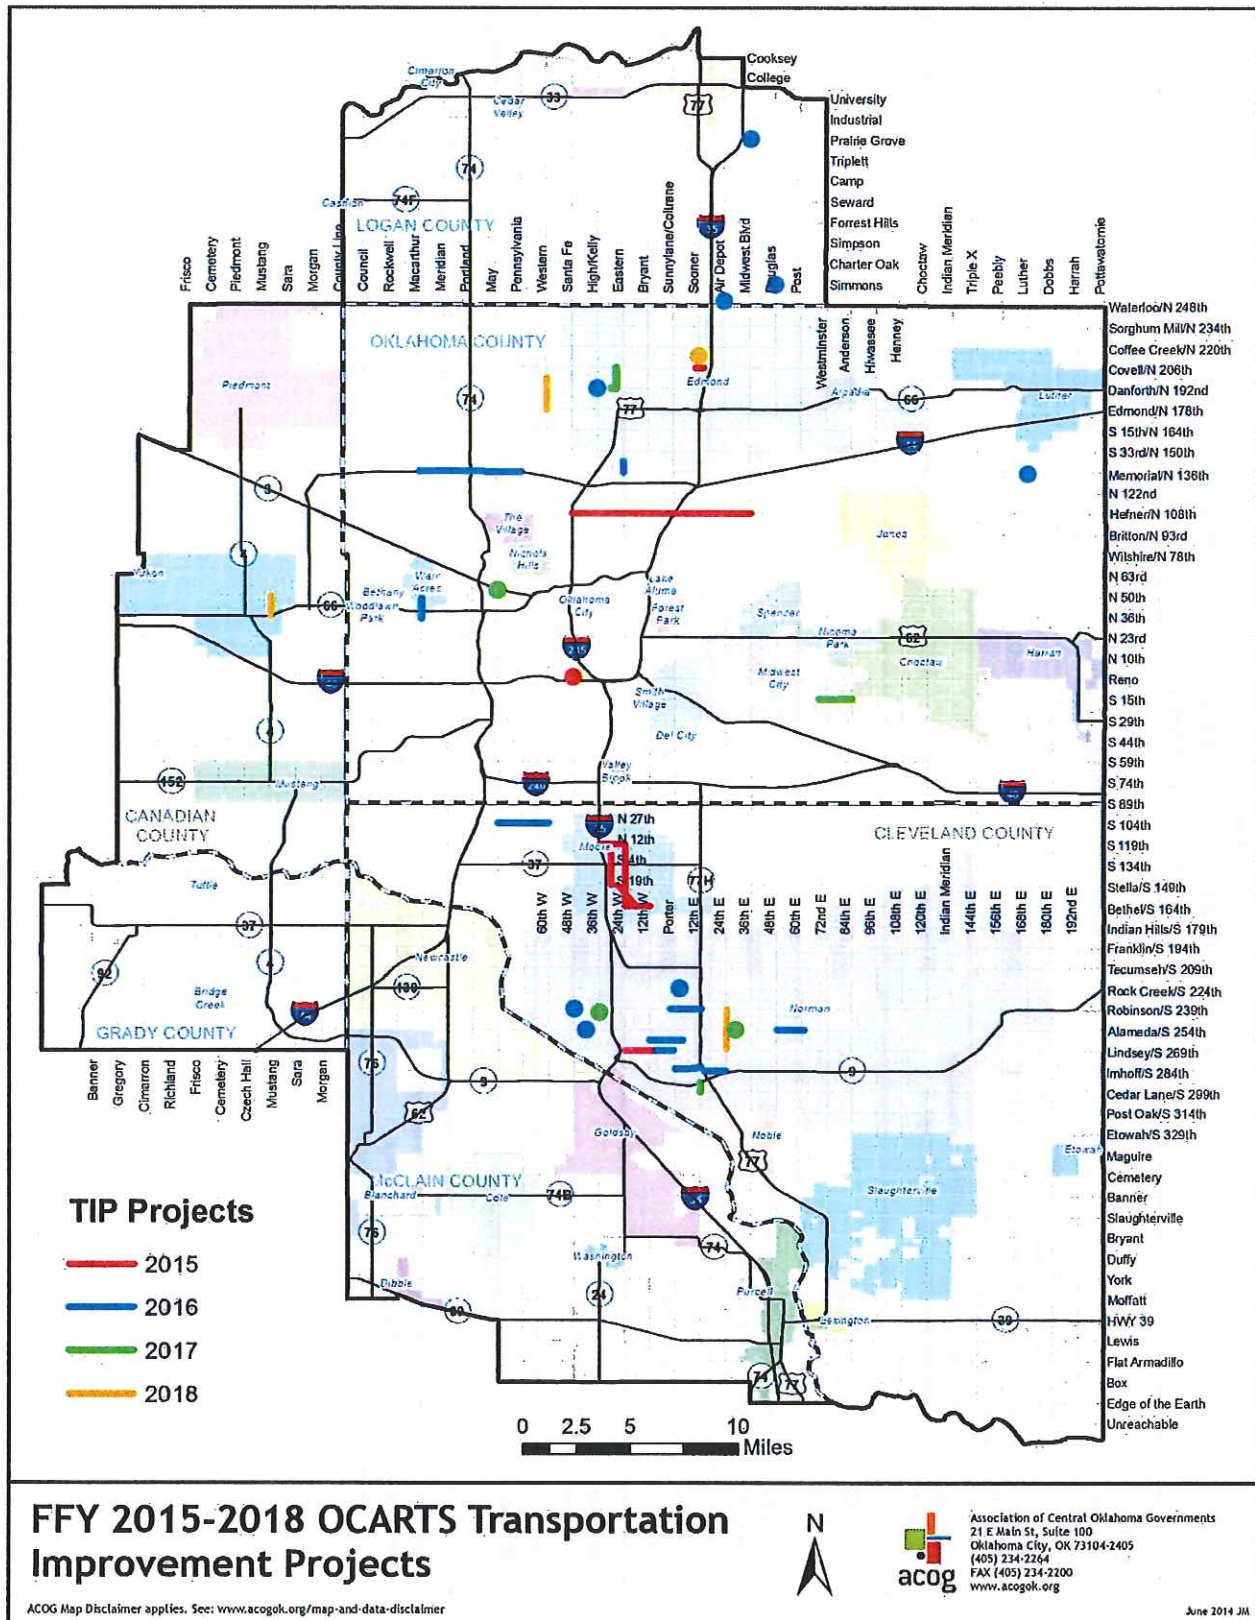 Cooksey
College
University
Industrial
Prairie Grove
Triplett
Camp
Seward
Forrest Hills
Simpson
Charter Oak
Simmons
Cimarron City
Cedar Valley
33
77
74
74F
Cashion
LOGAN COUNTY
35
Frisco
Cemetery
Piedmont
Mustang
Sara
Morgan
County Line
Council
Rockwell
Macarthur
Meridian
Portland
May
Pennsylvania
Western
Santa Fe
High/Kelly
Eastern
Bryant
Sunnylane/Coltrane
Sooner
Air Depot
Midwest Blvd
Douglas
Post
Westminster
Anderson
Hiwassee
Henney
Choctaw
Indian Meridian
Triple X
Peebly
Luther
Dobbs
Harrah
Pottawatomie
Waterloo/N 248th
Sorghum Mill/N 234th
Coffee Creek/N 220th
Covell/N 206th
Danforth/N 192nd
Edmond/N 178th
S 15th/N 164th
S 33rd/N 150th
Memorial/N 136th
N 122nd
Hefner/N 108th
Britton/N 93rd
Wilshire/N 78th
N 63rd
N 50th
N 36th
N 23rd
N 10th
Reno
S 15th
S 29th
S 44th
S 59th
S 74th
S 89th
S 104th
S 119th
S 134th
Stella/S 149th
Bethel/S 164th
Indian Hills/S 179th
Franklin/S 194th
Tecumseh/S 209th
Rock Creek/S 224th
Robinson/S 239th
Alameda/S 254th
Lindsey/S 269th
Imhoff/S 284th
Cedar Lane/S 299th
Post Oak/S 314th
Etowah/S 329th
Maguire
Cemetery
Banner
Slaughterville
Bryant
Duffy
York
Moffatt
HWY 39
Lewis
Flat Armadillo
Box
Edge of the Earth
Unreachable
OKLAHOMA COUNTY
Piedmont
Edmond
Arcadia
Luther
74
77
66
44
3
4
The Village
Nichols Hills
Jones
Yukon
Bethany
Warr Acres
Woodlawn Park
66
Oklahoma City
Lake Aluma
Forest Park
Spencer
Nicoma Park
62
Choctaw
Harrah
235
Midwest City
Smith Village
Del City
Valley Brook
4
152
Mustang
240
40
CANADIAN COUNTY
CLEVELAND COUNTY
N 27th
N 12th
S 4th
S 19th
Moore
37
77H
60th W
48th W
36th W
24th W
12th W
Porter
12th E
24th E
36th E
48th E
60th E
72nd E
84th E
96th E
108th E
120th E
Indian Meridian
144th E
156th E
168th E
180th E
192nd E
Tuttle
37
92
4
Bridge Creek
Newcastle
130
44
GRADY COUNTY
Norman
Banner
Gregory
Cimarron
Richland
Frisco
Cemetery
Czech Hall
Mustang
Sara
Morgan
76
62
9
9
Goldsby
Noble
77
Slaughterville
Etowah
McCLAIN COUNTY
Blanchard
Cole
74B
35
76
Washington
74
Dibble
24
Purcell
39
Lexington
39
74
77
TIP Projects
2015
2016
2017
2018
0 2.5 5 10
Miles
FFY 2015-2018 OCARTS Transportation
Improvement Projects
ACOG Map Disclaimer applies. See: www.acogok.org/map-and-data-disclaimer
N
acog
Association of Central Oklahoma Governments
21 E Main St, Suite 100
Oklahoma City, OK 73104-2405
(405) 234-2264
FAX (405) 234-2200
www.acogok.org
June 2014 JM